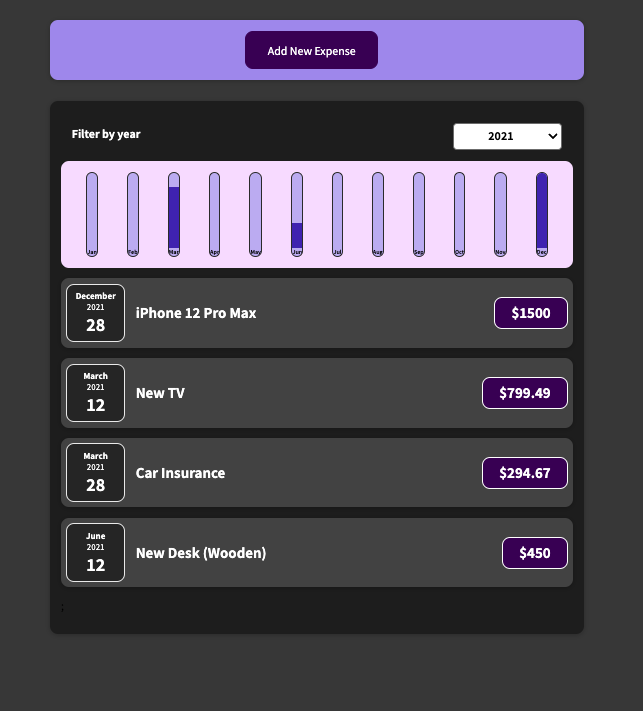 Add New Expense
Filter by year
2021
Jan Feb Mar Apr May Jun Jul Aug Sep Oct Nov Dec
December
2021
28
iPhone 12 Pro Max
$1500
March
2021
12
New TV
$799.49
March
2021
28
Car Insurance
$294.67
June
2021
12
New Desk (Wooden)
$450
;